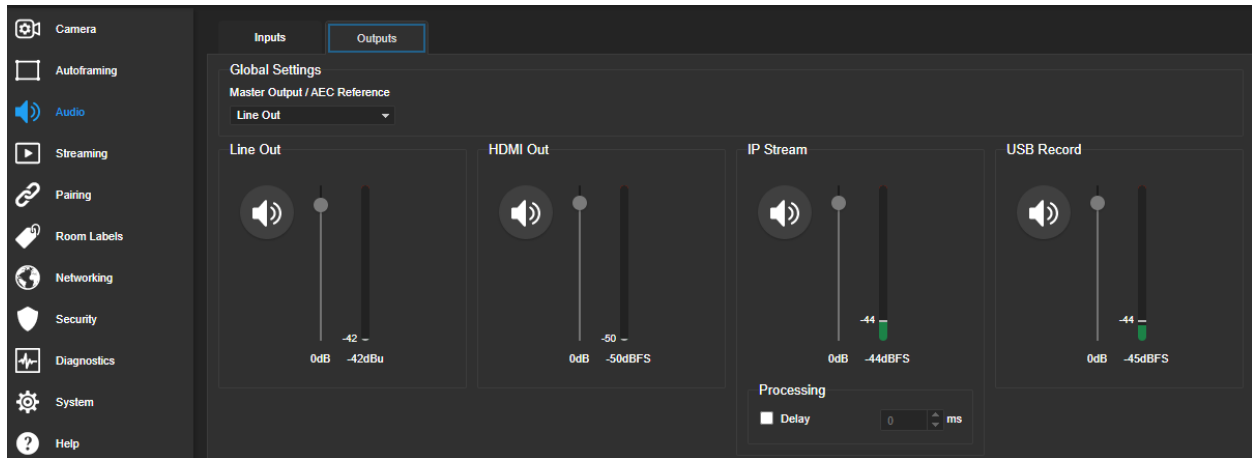 Camera
Autoframing
Audio
Streaming
Pairing
Room Labels
Networking
Security
Diagnostics
System
Help
Inputs
Outputs
Global Settings
Master Output / AEC Reference
Line Out
Line Out
-42
0dB -42dBu
HDMI Out
-50
0dB -50dBFS
IP Stream
-44
0dB -44dBFS
Processing
Delay 0 ms
USB Record
-44
0dB -45dBFS